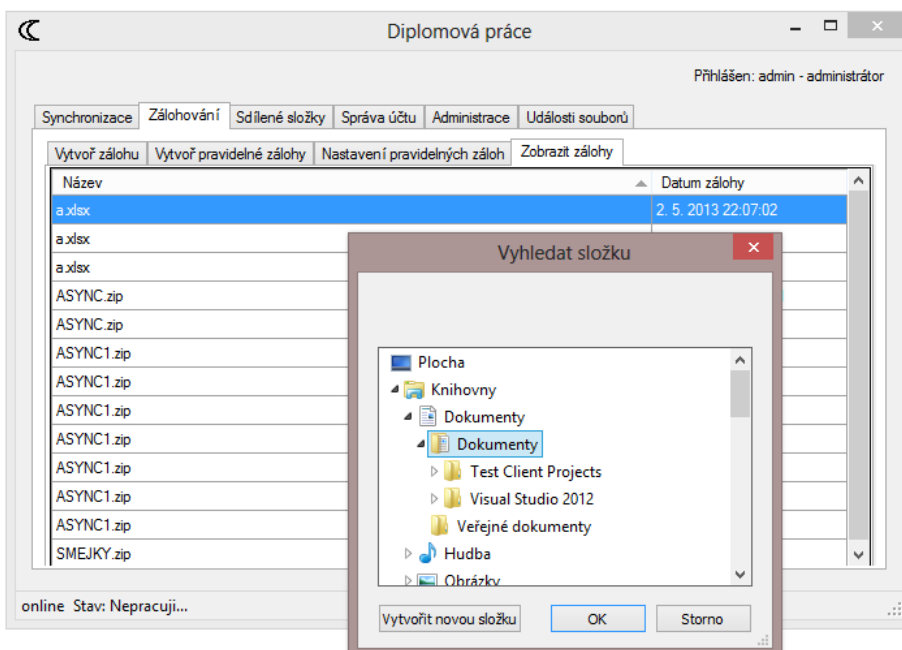 Diplomová práce
Přihlášen: admin - administrátor
Synchronizace Zálohování Sdílené složky Správa účtu Administrace Události souborů
Vytvoř zálohu Vytvoř pravidelné zálohy Nastavení pravidelných záloh Zobrazit zálohy
Název Datum zálohy
a.xlsx 2. 5. 2013 22:07:02
a.xlsx
a.xlsx
ASYNC.zip
ASYNC.zip
ASYNC1.zip
ASYNC1.zip
ASYNC1.zip
ASYNC1.zip
ASYNC1.zip
ASYNC1.zip
ASYNC1.zip
SMEJKY.zip
online Stav: Nepracuji...
Vyhledat složku
Plocha
Knihovny
Dokumenty
Dokumenty
Test Client Projects
Visual Studio 2012
Veřejné dokumenty
Hudba
Obrázky
Vytvořit novou složku OK Storno